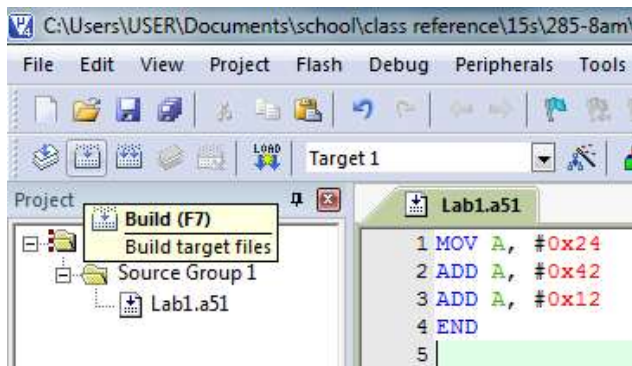 C:\Users\USER\Documents\school\class reference\15s\285-8am\
File Edit View Project Flash Debug Peripherals Tools
LOAD
Target 1
Project
Build (F7)
Build target files
Source Group 1
Lab1.a51
Lab1.a51
1 MOV A, #0x24
2 ADD A, #0x42
3 ADD A, #0x12
4 END
5